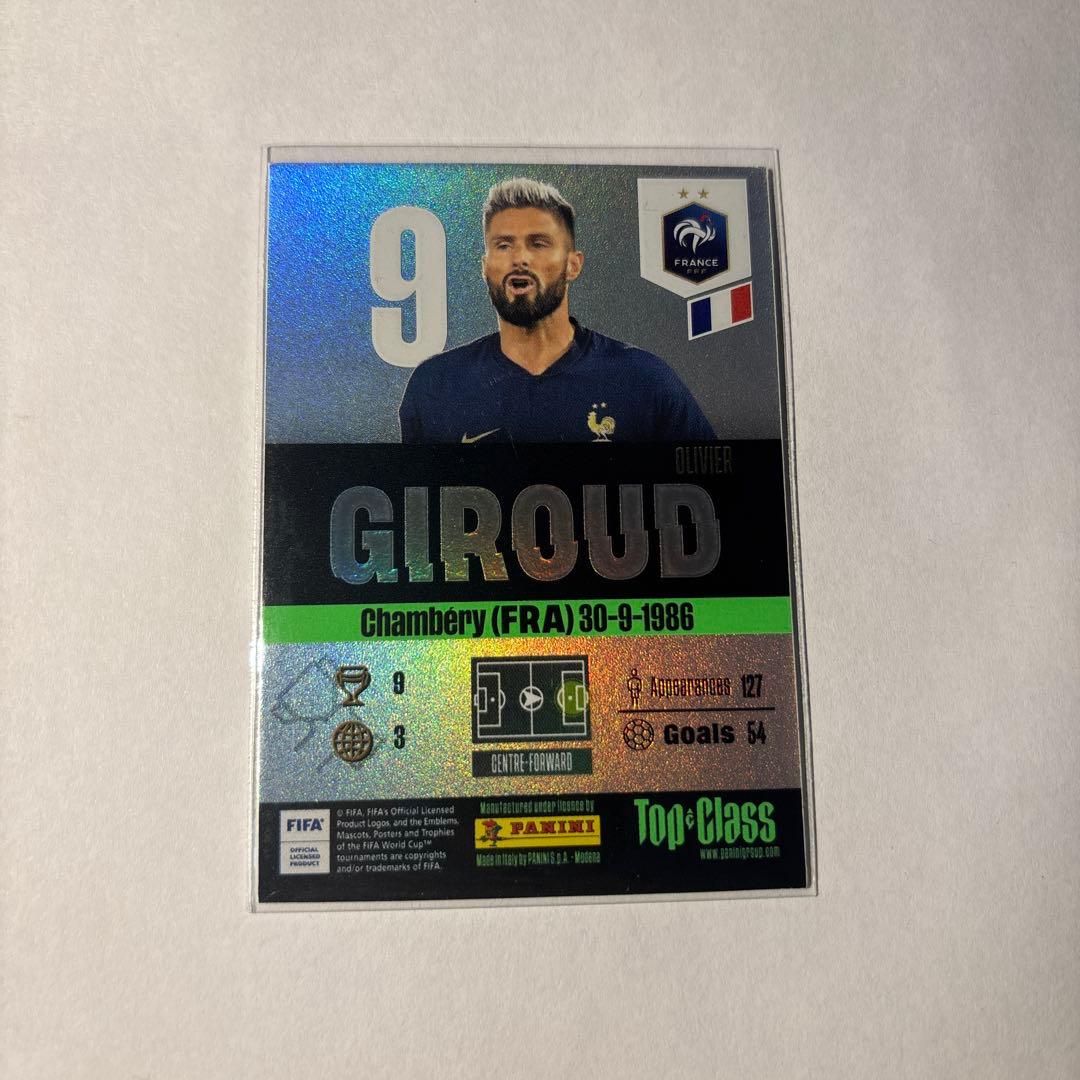 9
FRANCE
FFF
OLIVIER
GIROUD
Chambéry (FRA) 30-9-1986
9
3
CENTRE-FORWARD
Appearances 127
Goals 54
FIFA®
OFFICIAL
LICENSED
PRODUCT
© FIFA, FIFA's Official Licensed
Product Logos, and the Emblems,
Mascots, Posters and Trophies
of the FIFA World Cup™
tournaments are copyrights
and/or trademarks of FIFA.
Manufactured under licence by
PANINI
Made in Italy by PANINI S.p.A. - Modena
Top Class
www.paninigroup.com